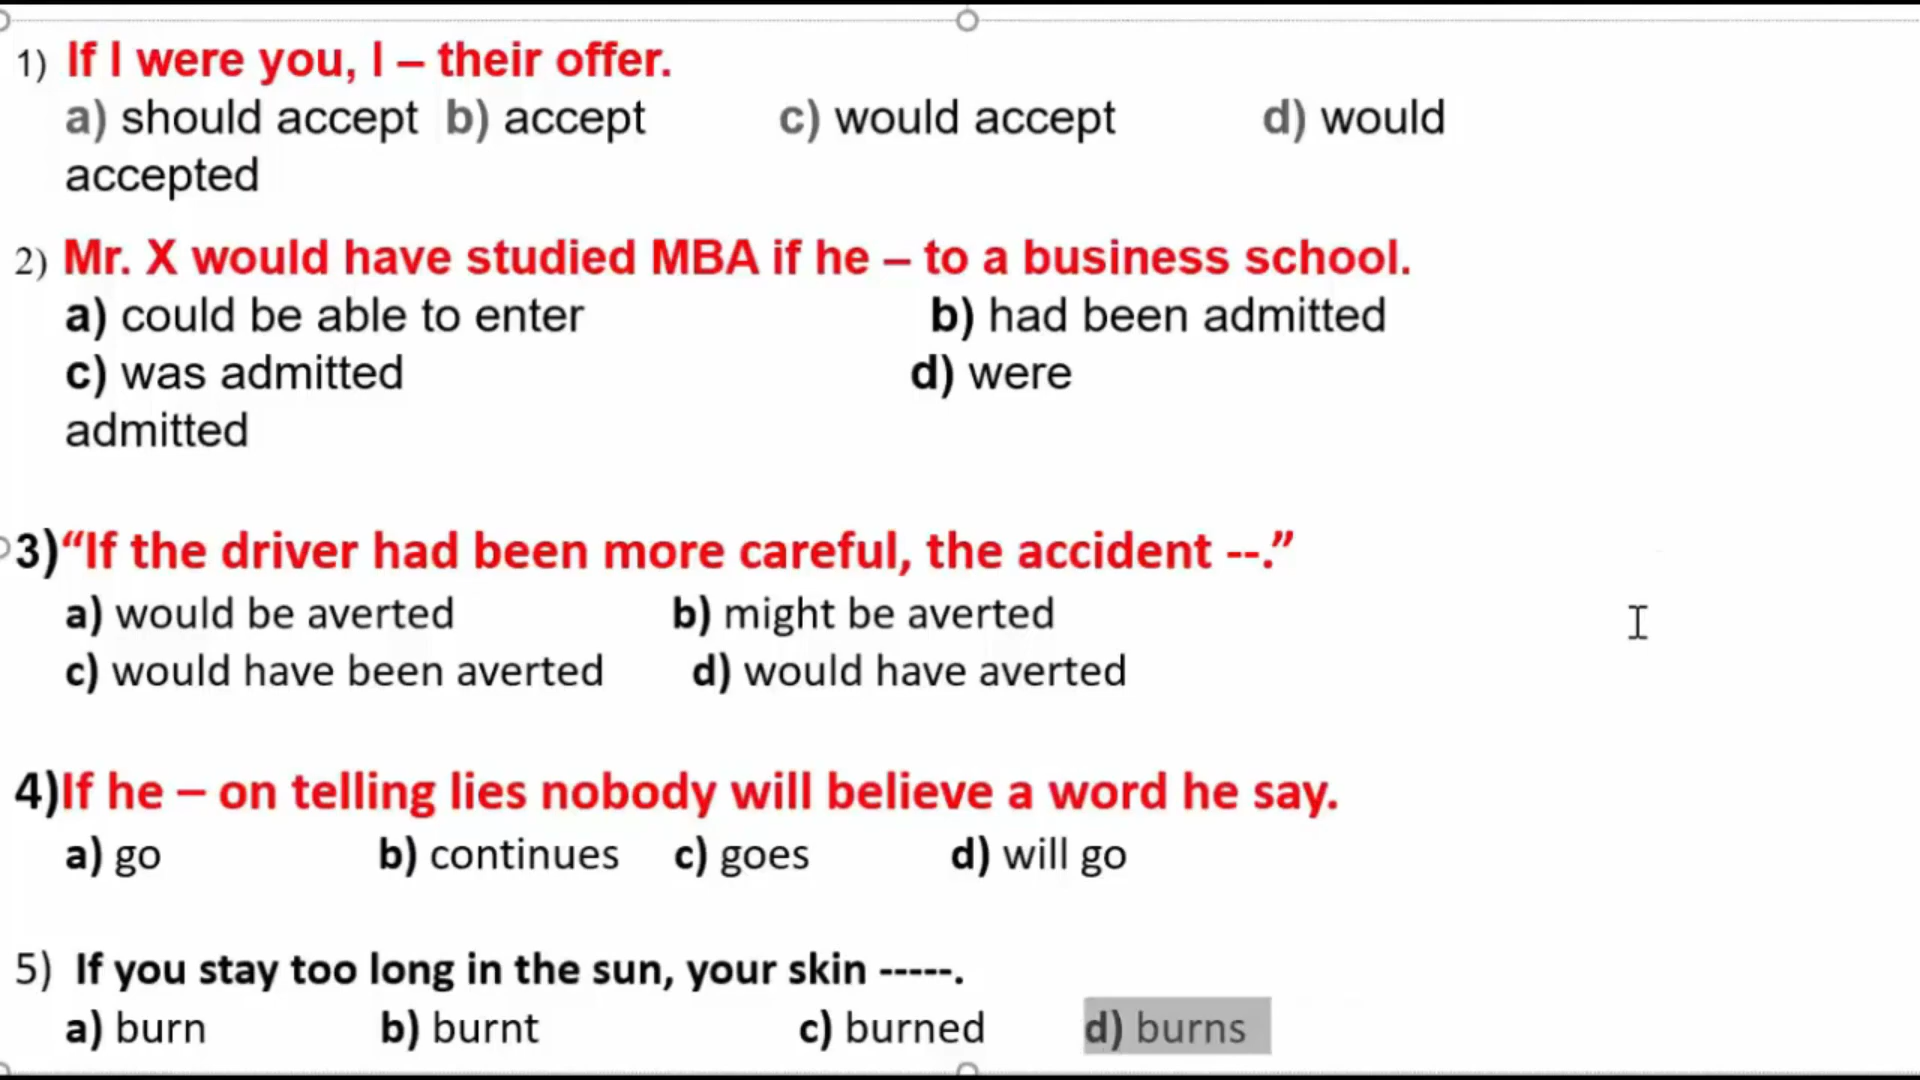 1) If I were you, I – their offer.
a) should accept b) accept c) would accept d) would
accepted
2) Mr. X would have studied MBA if he – to a business school.
a) could be able to enter b) had been admitted
c) was admitted d) were
admitted
3)“If the driver had been more careful, the accident --.”
a) would be averted b) might be averted
c) would have been averted d) would have averted
4)If he – on telling lies nobody will believe a word he say.
a) go b) continues c) goes d) will go
5) If you stay too long in the sun, your skin -----.
a) burn b) burnt c) burned d) burns